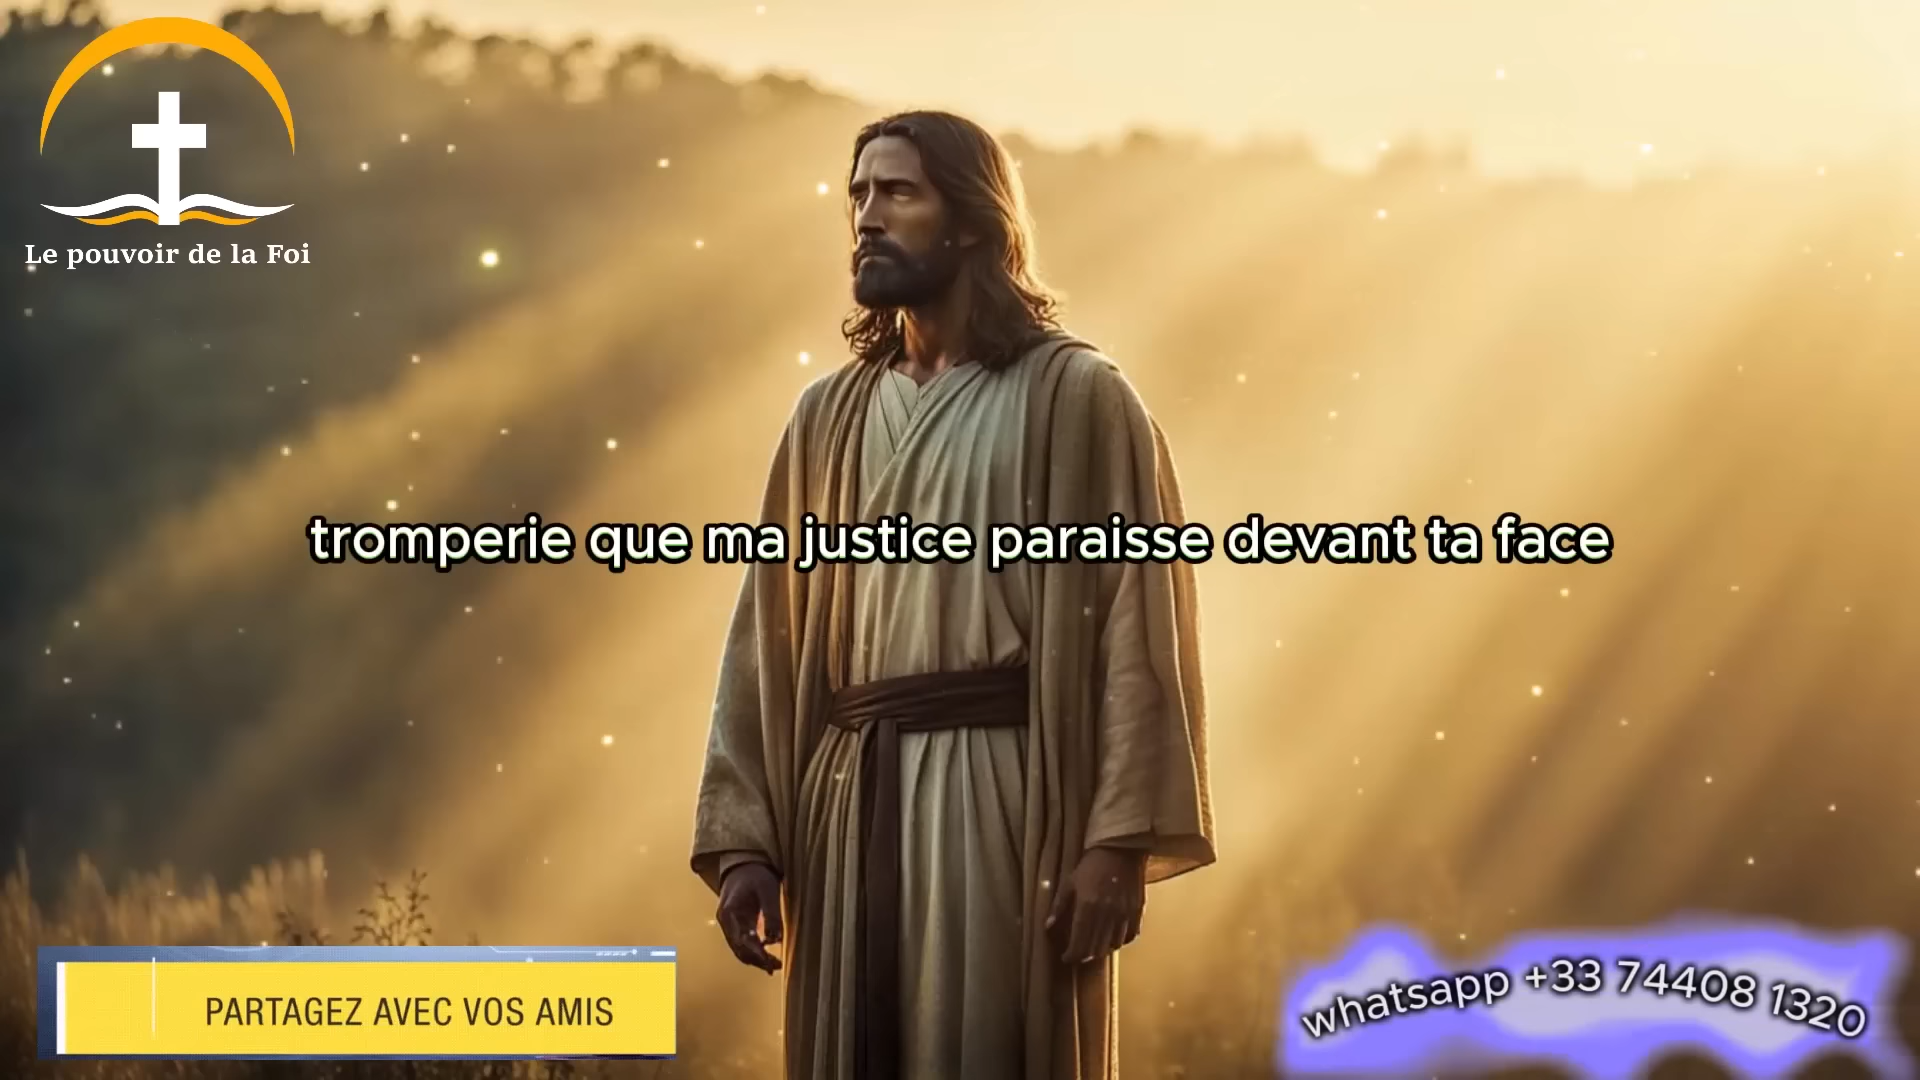 Le pouvoir de la Foi
tromperie que ma justice paraisse devant ta face
PARTAGEZ AVEC VOS AMIS
whatsapp +33 74408 1320